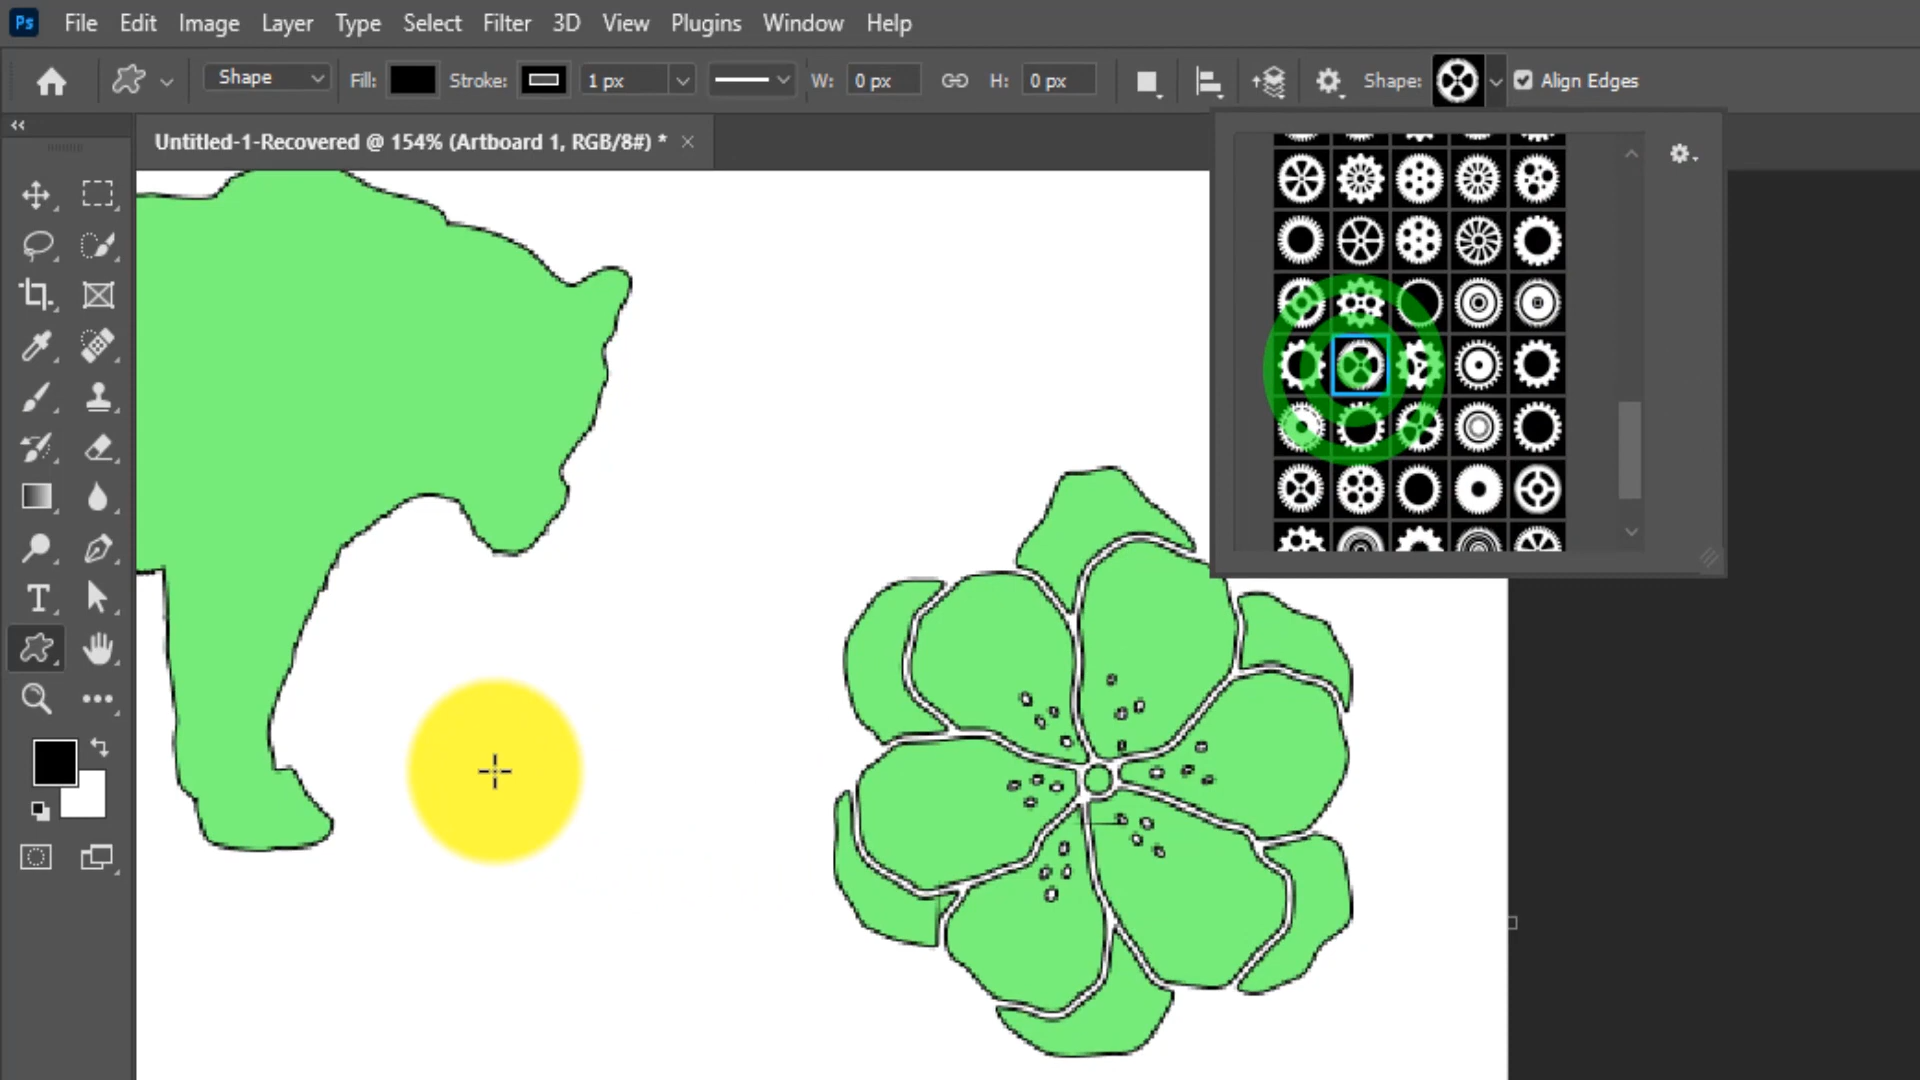 Ps File Edit Image Layer Type Select Filter 3D View Plugins Window Help
Shape Fill: Stroke: 1 px W: 0 px H: 0 px Shape: Align Edges
Untitled-1-Recovered @ 154% (Artboard 1, RGB/8#) *